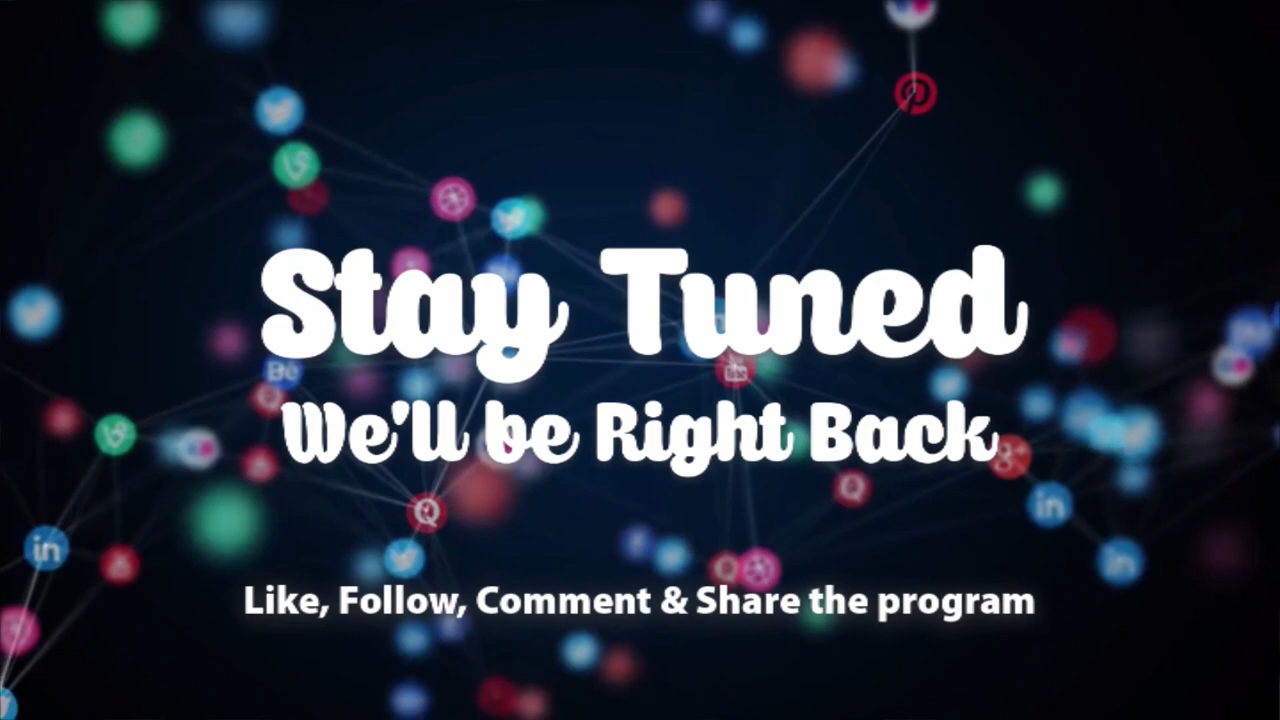 Stay Tuned
We'll be Right Back
Like, Follow, Comment & Share the program